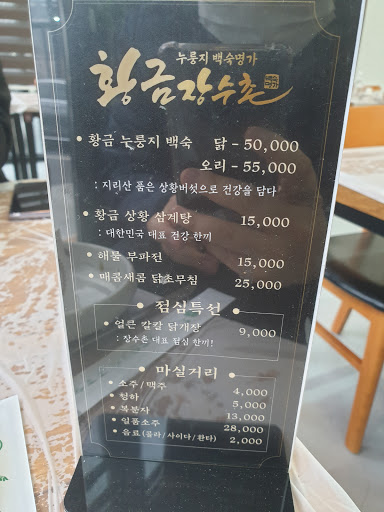 누룽지 백숙명가
황금장수촌
• 황금 누룽지 백숙 닭 - 50,000
오리 - 55,000
: 지리산 품은 상황버섯으로 건강을 담다
• 황금 상황 삼계탕 15,000
: 대한민국 대표 건강 한끼
• 해물 부파전 15,000
• 매콤새콤 닭초무침 25,000
점심특선
• 얼큰 칼칼 닭개장 9,000
: 장수촌 대표 점심 한끼!
마실거리
• 소주/맥주 4,000
• 청하 5,000
• 복분자 13,000
• 일품소주 28,000
• 음료(콜라/사이다/환타) 2,000